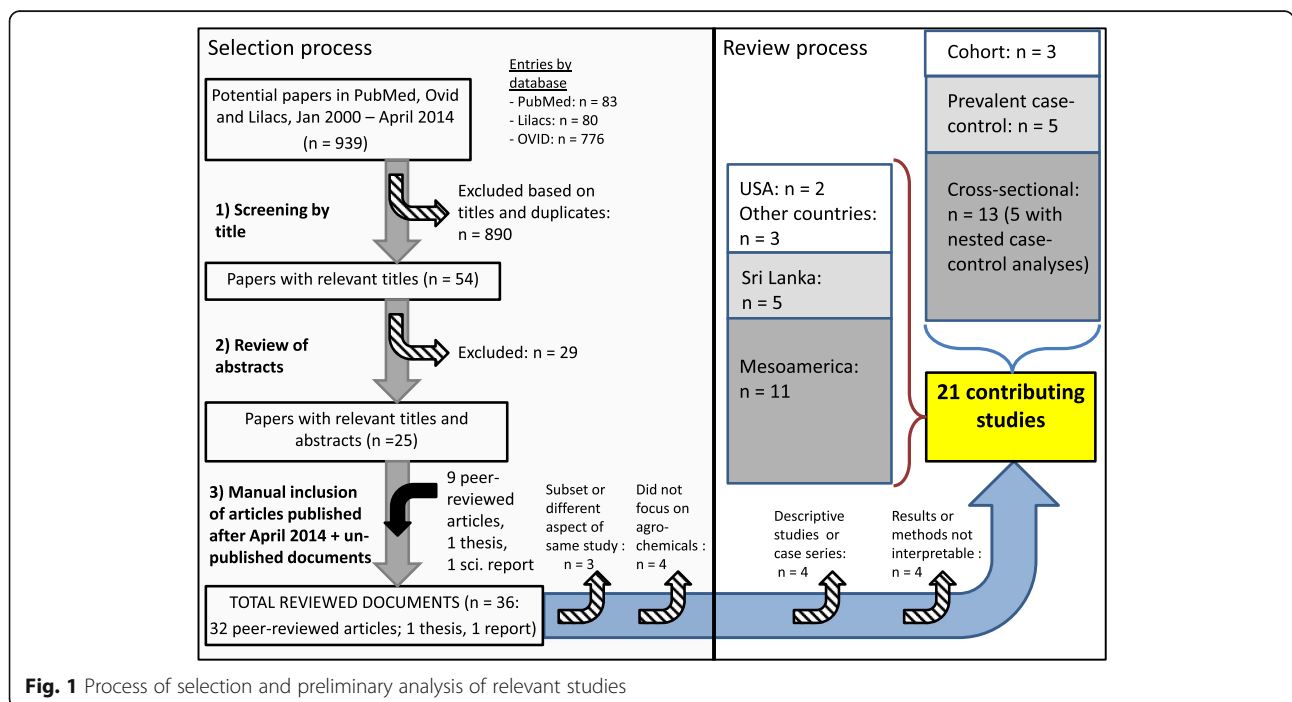 Selection process
Potential papers in PubMed, Ovid
and Lilacs, Jan 2000 – April 2014
(n = 939)
Entries by
database
- PubMed: n = 83
- Lilacs: n = 80
- OVID: n = 776
1) Screening by
title
Excluded based on
titles and duplicates:
n = 890
Papers with relevant titles (n = 54)
2) Review of
abstracts
Excluded: n = 29
Papers with relevant titles and
abstracts (n =25)
3) Manual inclusion
of articles published
after April 2014 + un-
published documents
9 peer-
reviewed
articles,
1 thesis,
1 sci. report
TOTAL REVIEWED DOCUMENTS (n = 36:
32 peer-reviewed articles; 1 thesis, 1 report)
Subset or
different
aspect of
same study :
n = 3
Did not
focus on
agro-
chemicals :
n = 4
Review process
USA: n = 2
Other countries:
n = 3
Sri Lanka:
n = 5
Mesoamerica:
n = 11
Cohort: n = 3
Prevalent case-
control: n = 5
Cross-sectional:
n = 13 (5 with
nested case-
control analyses)
21 contributing
studies
Descriptive
studies or
case series:
n = 4
Results or
methods not
interpretable :
n = 4
Fig. 1 Process of selection and preliminary analysis of relevant studies